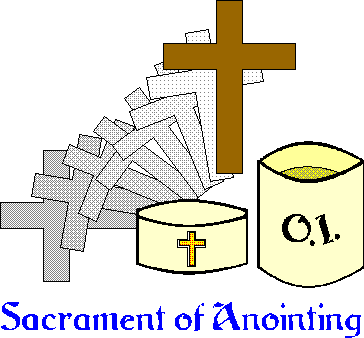 O.I.
Sacrament of Anointing